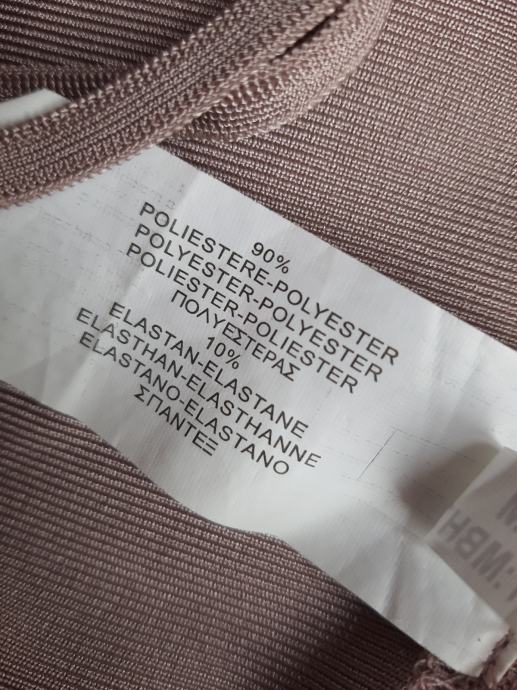 90%
POLIESTERE-POLYESTER
POLYESTER-POLYESTER
POLIESTER-POLIESTER
ΠΟΛΥΕΣΤΕΡΑΣ
10%
ELASTAN-ELASTANE
ELASTHAN-ELASTHANNE
ELASTANO-ELASTANO
ΣΠΑΝΤΕΞ